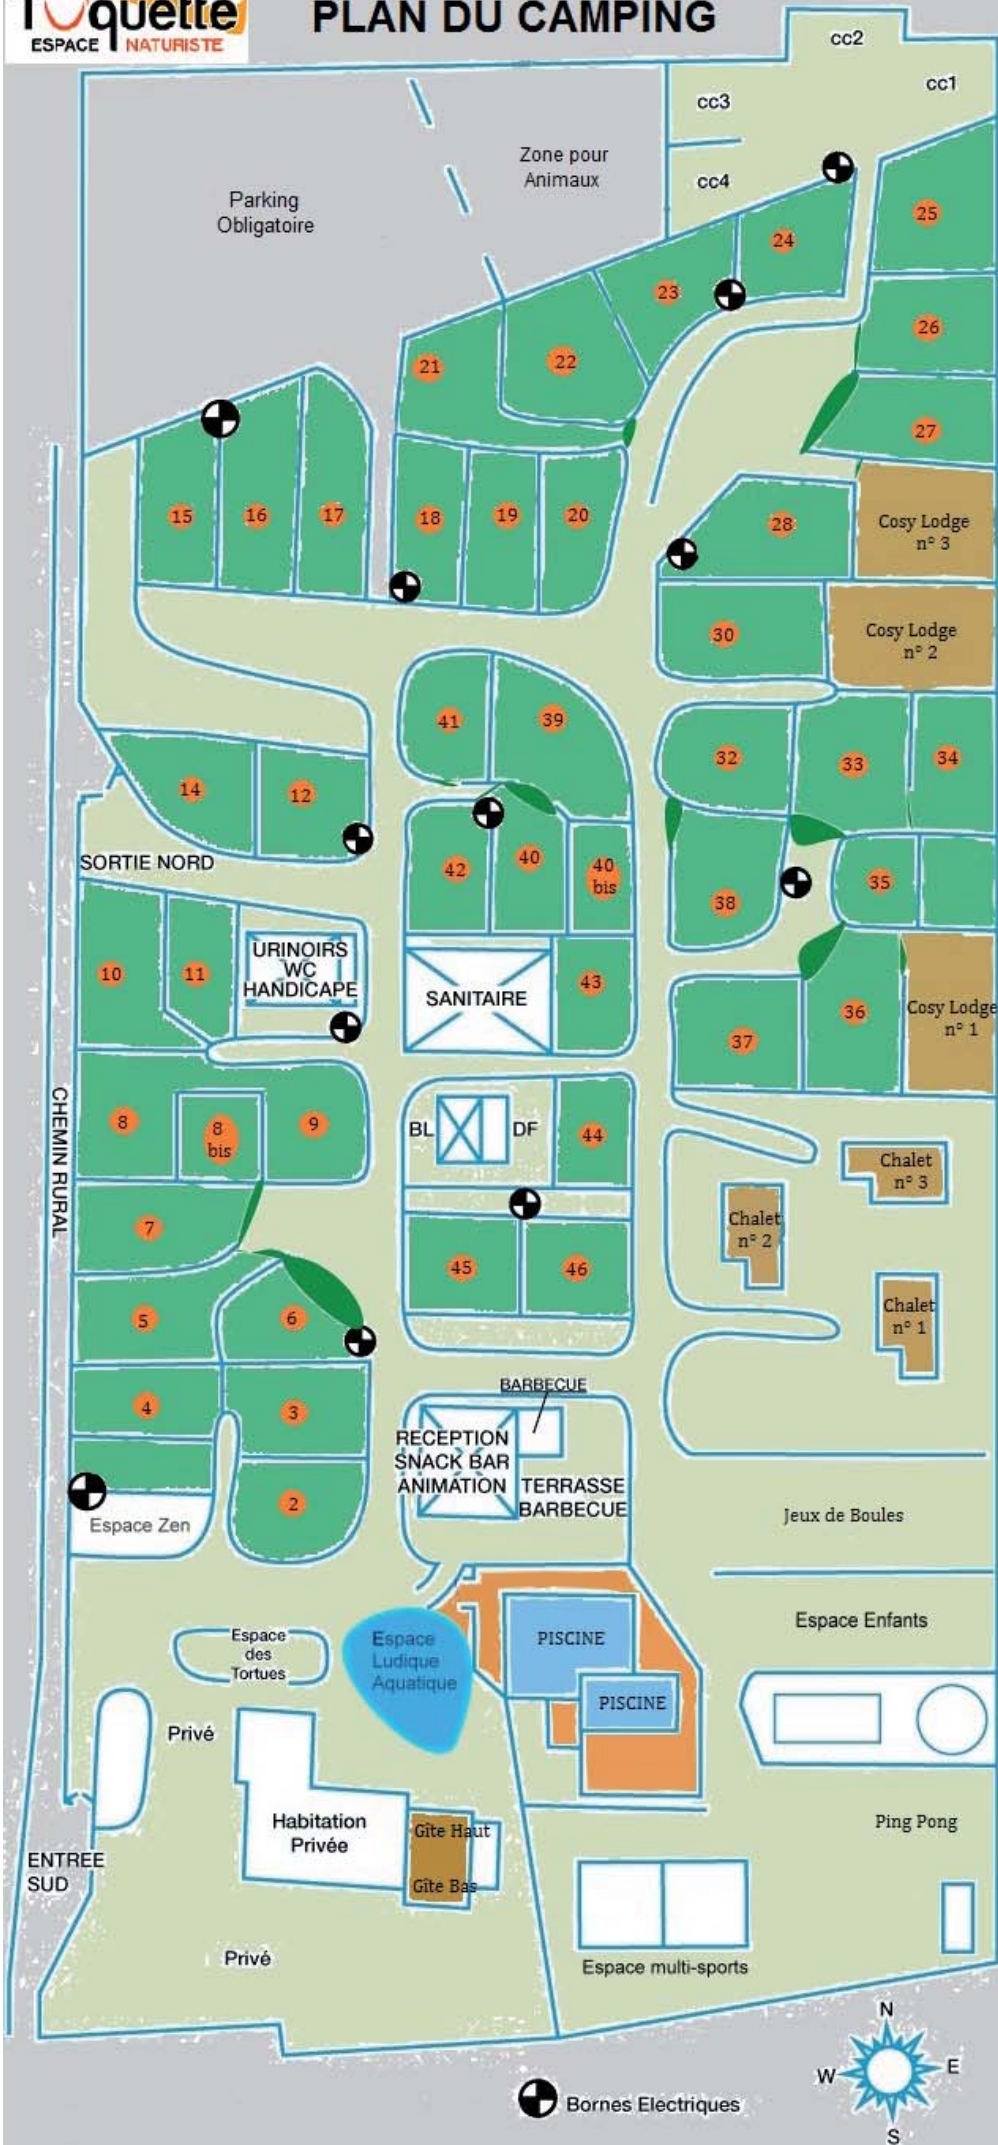 Tuquette
ESPACE NATURISTE
PLAN DU CAMPING
cc2
cc1
cc3
cc4
Zone pour
Animaux
Parking
Obligatoire
25
24
23
26
22
21
27
15
16
17
18
19
20
28
Cosy Lodge
n° 3
30
Cosy Lodge
n° 2
41
39
32
33
34
14
12
SORTIE NORD
42
40
40
bis
38
35
10
11
URINOIRS
WC
HANDICAPE
SANITAIRE
43
37
36
Cosy Lodge
n° 1
CHEMIN RURAL
8
8
bis
9
BL
DF
44
Chalet
n° 3
7
Chalet
n° 2
45
46
5
6
Chalet
n° 1
4
3
BARBECUE
RECEPTION
SNACK BAR
ANIMATION
TERRASSE
BARBECUE
2
Espace Zen
Jeux de Boules
Espace Enfants
Espace
des
Tortues
Espace
Ludique
Aquatique
PISCINE
PISCINE
Privé
Habitation
Privée
Gîte Haut
Gîte Bas
Ping Pong
ENTREE
SUD
Privé
Espace multi-sports
N
W
E
S
Bornes Electriques